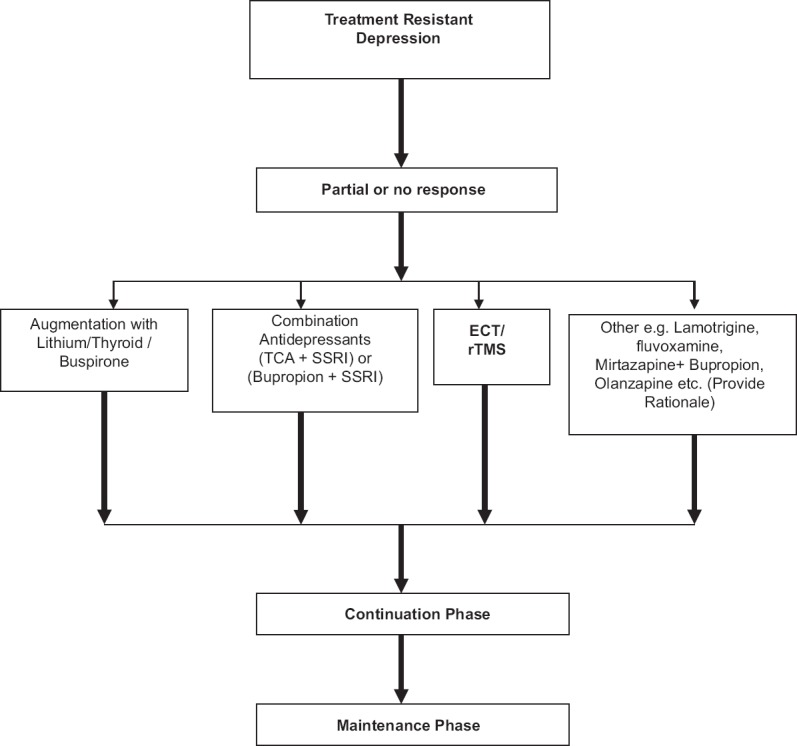 Treatment Resistant
Depression
Partial or no response
Augmentation with
Lithium/Thyroid /
Buspirone
Combination
Antidepressants
(TCA + SSRI) or
(Bupropion + SSRI)
ECT/
rTMS
Other e.g. Lamotrigine,
fluvoxamine,
Mirtazapine+ Bupropion,
Olanzapine etc. (Provide
Rationale)
Continuation Phase
Maintenance Phase